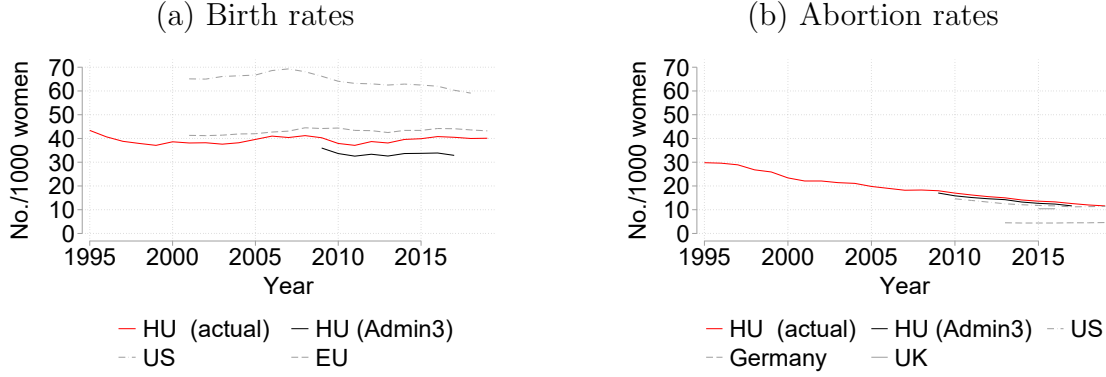 (a) Birth rates
No./1000 women
70
60
50
40
30
20
10
0
1995 2000 2005 2010 2015
Year
HU (actual) HU (Admin3)
US EU
(b) Abortion rates
No./1000 women
70
60
50
40
30
20
10
0
1995 2000 2005 2010 2015
Year
HU (actual) HU (Admin3) US
Germany UK